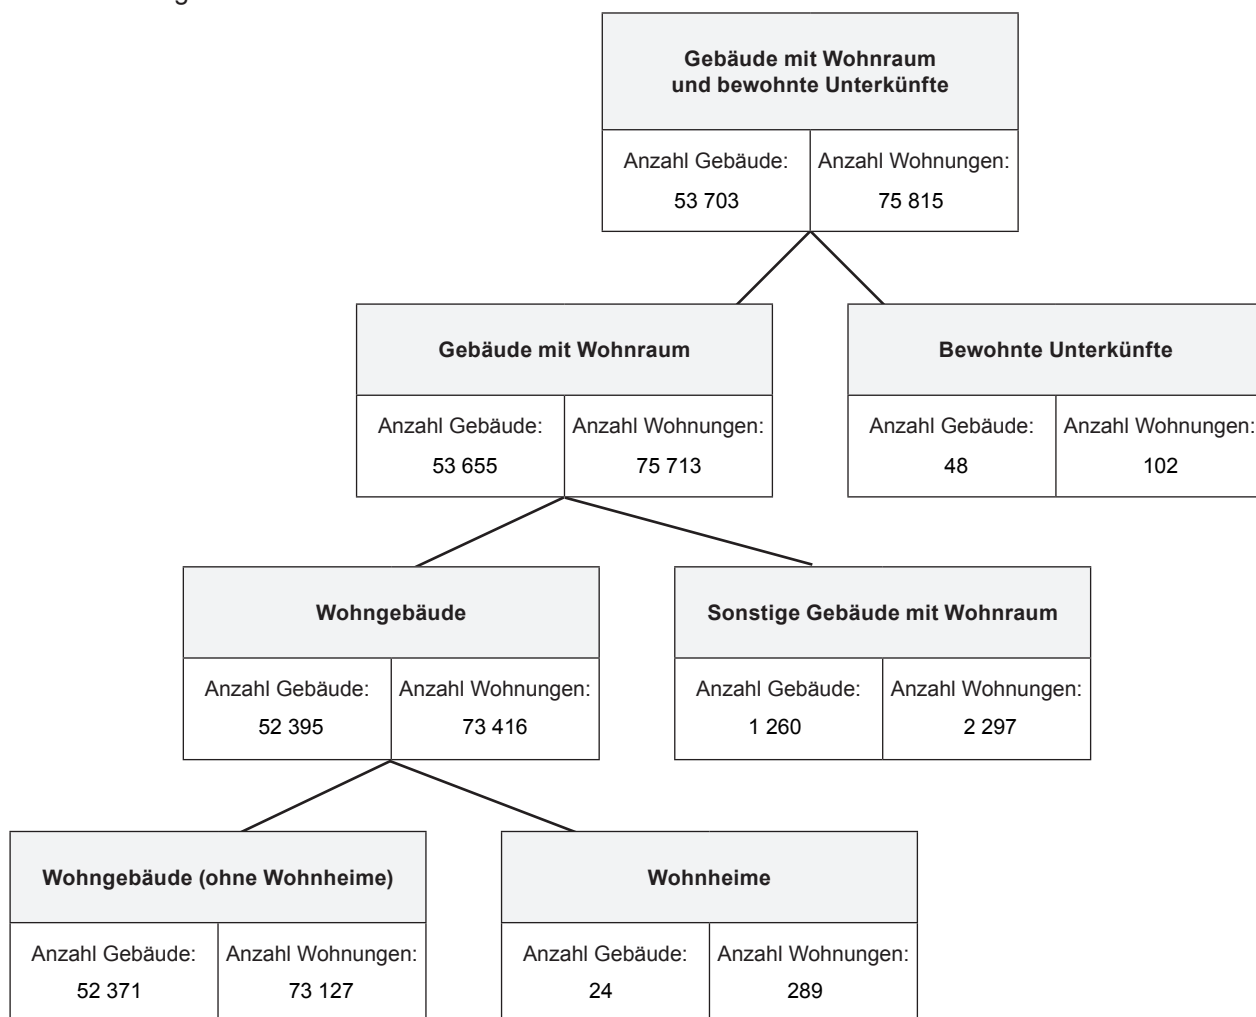 Gebäude mit Wohnraum
und bewohnte Unterkünfte
Anzahl Gebäude:
53 703
Anzahl Wohnungen:
75 815
Gebäude mit Wohnraum
Anzahl Gebäude:
53 655
Anzahl Wohnungen:
75 713
Bewohnte Unterkünfte
Anzahl Gebäude:
48
Anzahl Wohnungen:
102
Wohngebäude
Anzahl Gebäude:
52 395
Anzahl Wohnungen:
73 416
Sonstige Gebäude mit Wohnraum
Anzahl Gebäude:
1 260
Anzahl Wohnungen:
2 297
Wohngebäude (ohne Wohnheime)
Anzahl Gebäude:
52 371
Anzahl Wohnungen:
73 127
Wohnheime
Anzahl Gebäude:
24
Anzahl Wohnungen:
289